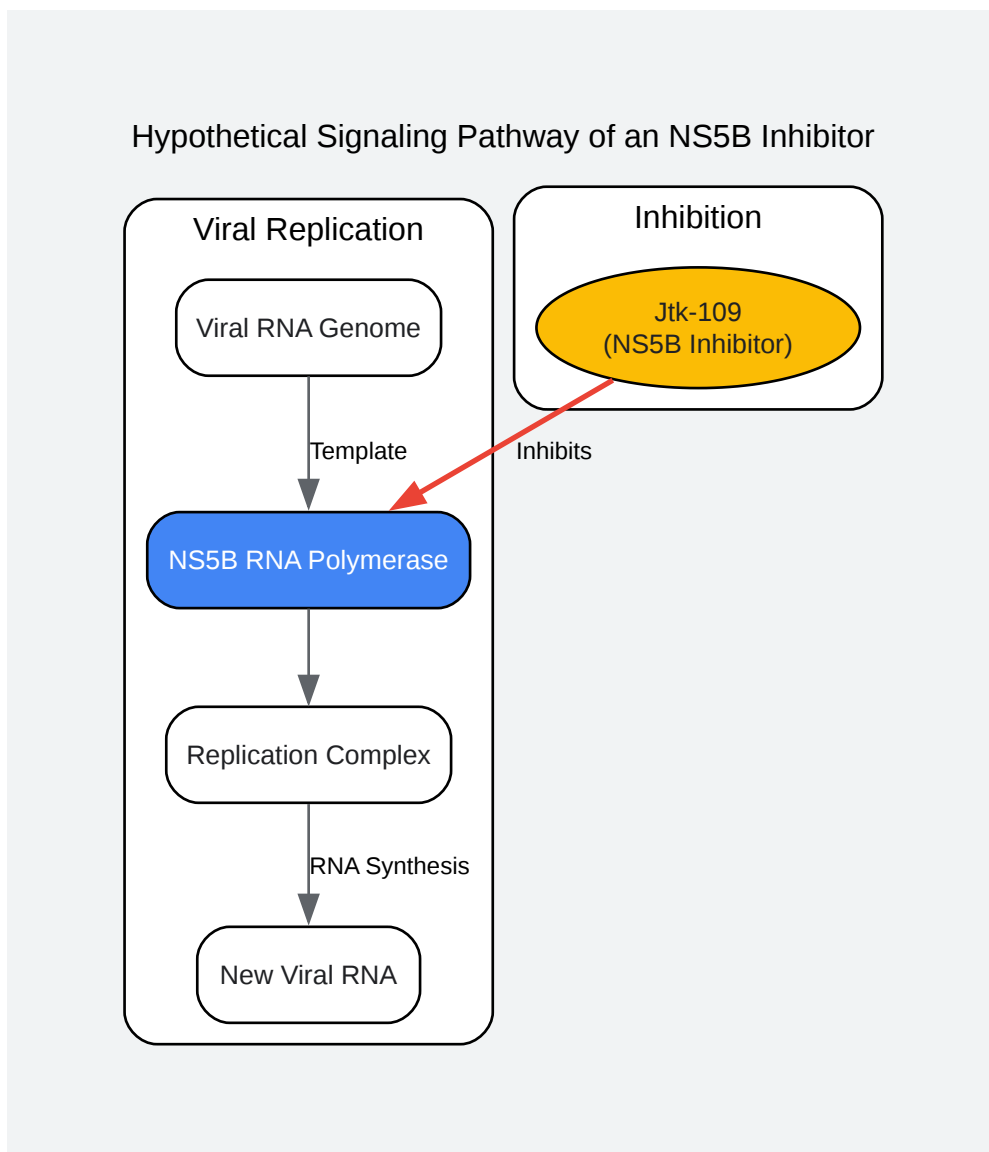 Hypothetical Signaling Pathway of an NS5B Inhibitor
Viral Replication
Viral RNA Genome
Template
NS5B RNA Polymerase
Replication Complex
RNA Synthesis
New Viral RNA
Inhibition
Jtk-109
(NS5B Inhibitor)
Inhibits